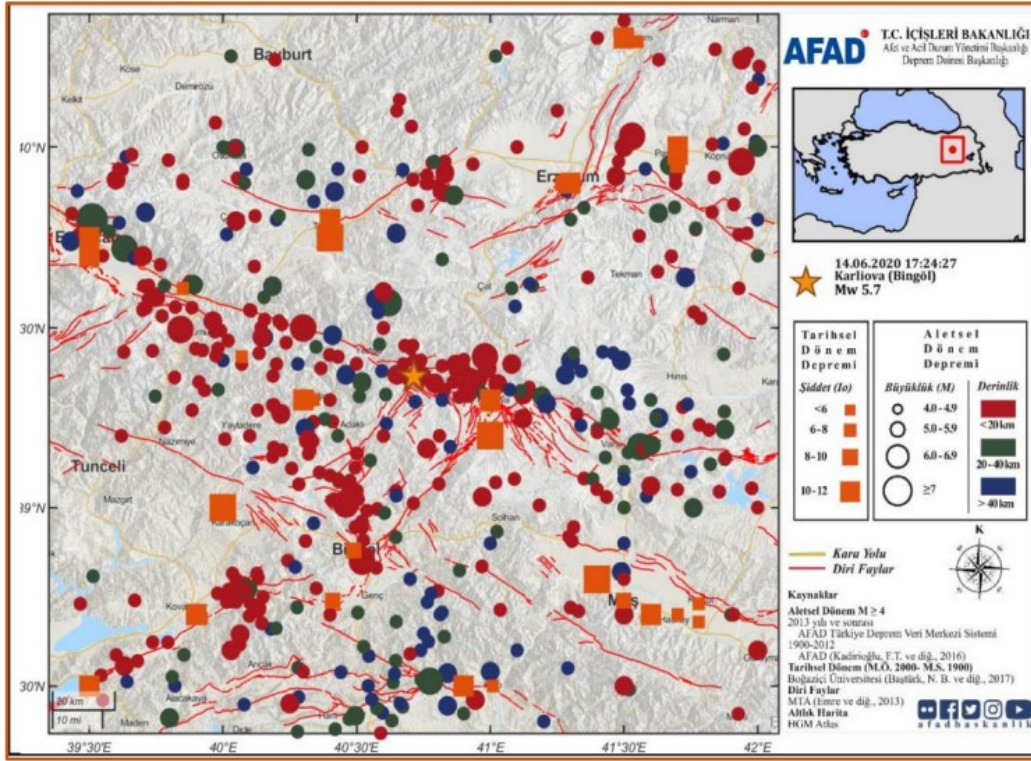 AFAD
T.C. İÇİŞLERİ BAKANLIĞI
Afet ve Acil Durum Yönetimi Başkanlığı
Deprem Dairesi Başkanlığı
14.06.2020 17:24:27
Karlıova (Bingöl)
Mw 5.7
Tarihsel
Dönem
Depremi
Şiddet (Io)
<6
6-8
8-10
10-12
Aletsel
Dönem
Depremi
Büyüklük (M)
4.0-4.9
5.0-5.9
6.0-6.9
≥7
Derinlik
<20km
20-40km
>40km
K
Kara Yolu
Diri Faylar
Kaynaklar
Aletsel Dönem M ≥ 4
2013 yılı ve sonrası
AFAD Türkiye Deprem Veri Merkezi Sistemi
1900-2012
AFAD (Kadirioğlu, F.T. ve diğ., 2016)
Tarihsel Dönem (M.Ö. 2000- M.S. 1900)
Boğaziçi Üniversitesi (Baştürk, N. B. ve diğ., 2017)
Diri Faylar
MTA (Emre ve diğ., 2013)
Altlık Harita
HGM Atlas
afadbaskanlik
Narman
Bayburt
Köse
Demirözü
Kelkit
40°N
Tekman
Çat
30'N
Hınıs
Yayladere
Adaklı
Nazımiye
Tunceli
Mazgirt
39°N
Karakoçan
Solhan
Genç
Muş
Arıcak
Alacakaya
30'N
20 km
10 mi
Maden
Dicle
39°30'E
40°E
40°30'E
41°E
41°30'E
42°E